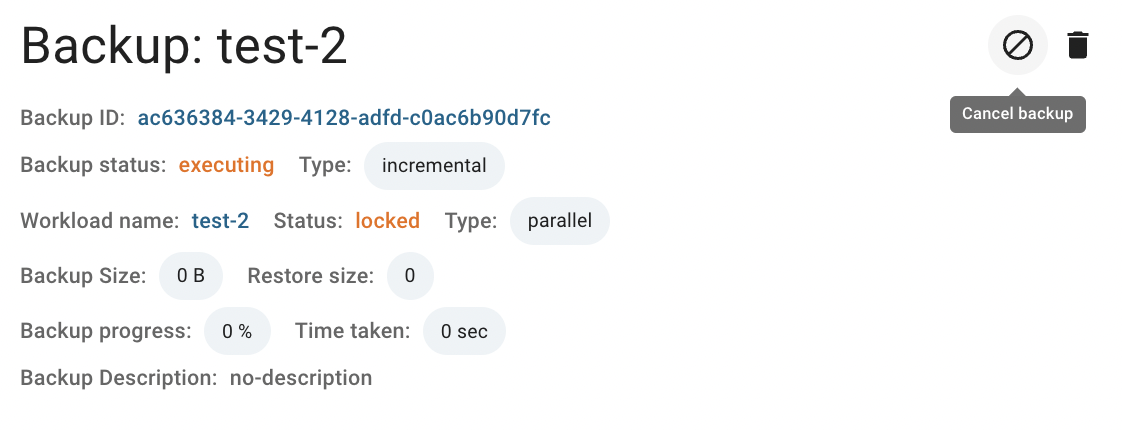 Backup: test-2
Cancel backup
Backup ID: ac636384-3429-4128-adfd-c0ac6b90d7fc
Backup status: executing Type: incremental
Workload name: test-2 Status: locked Type: parallel
Backup Size: 0 B Restore size: 0
Backup progress: 0 % Time taken: 0 sec
Backup Description: no-description